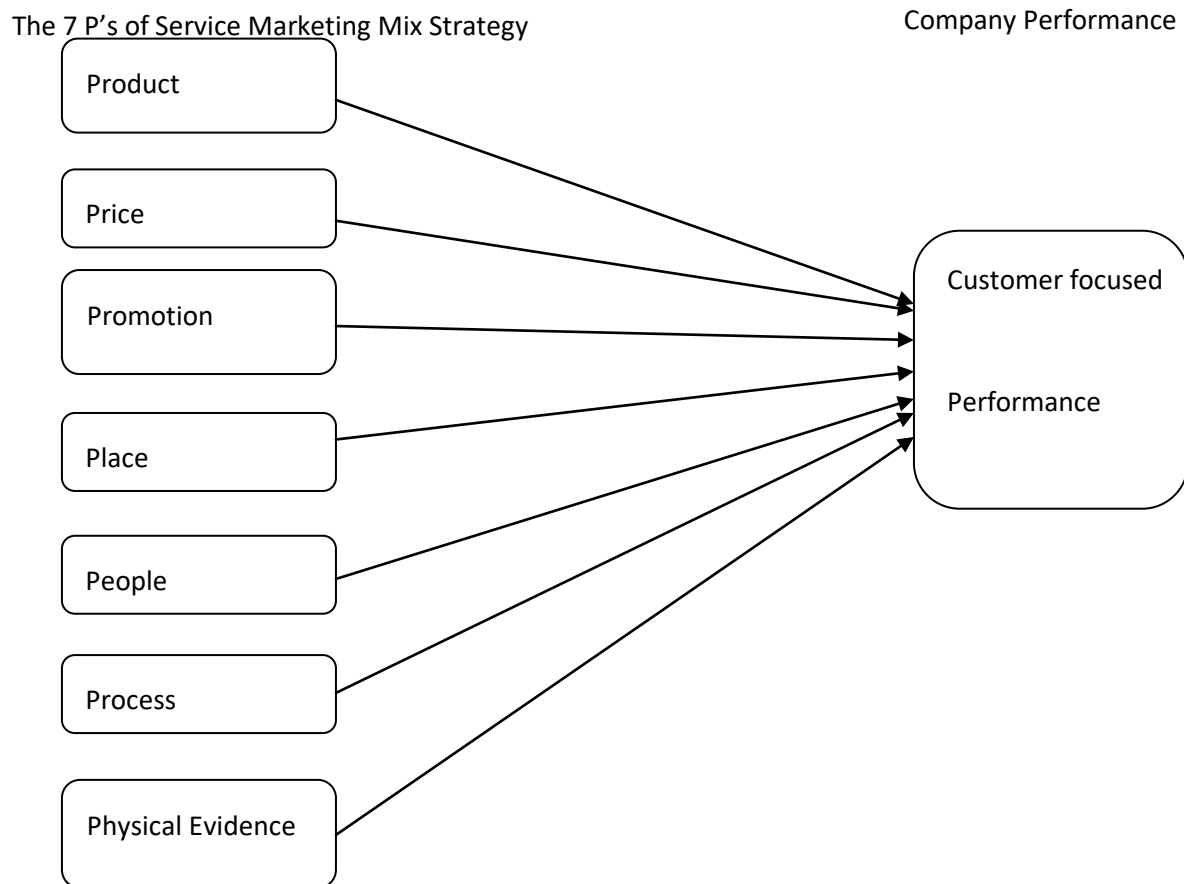 The 7 P’s of Service Marketing Mix Strategy
Company Performance
Product
Price
Promotion
Place
People
Process
Physical Evidence
Customer focused
Performance